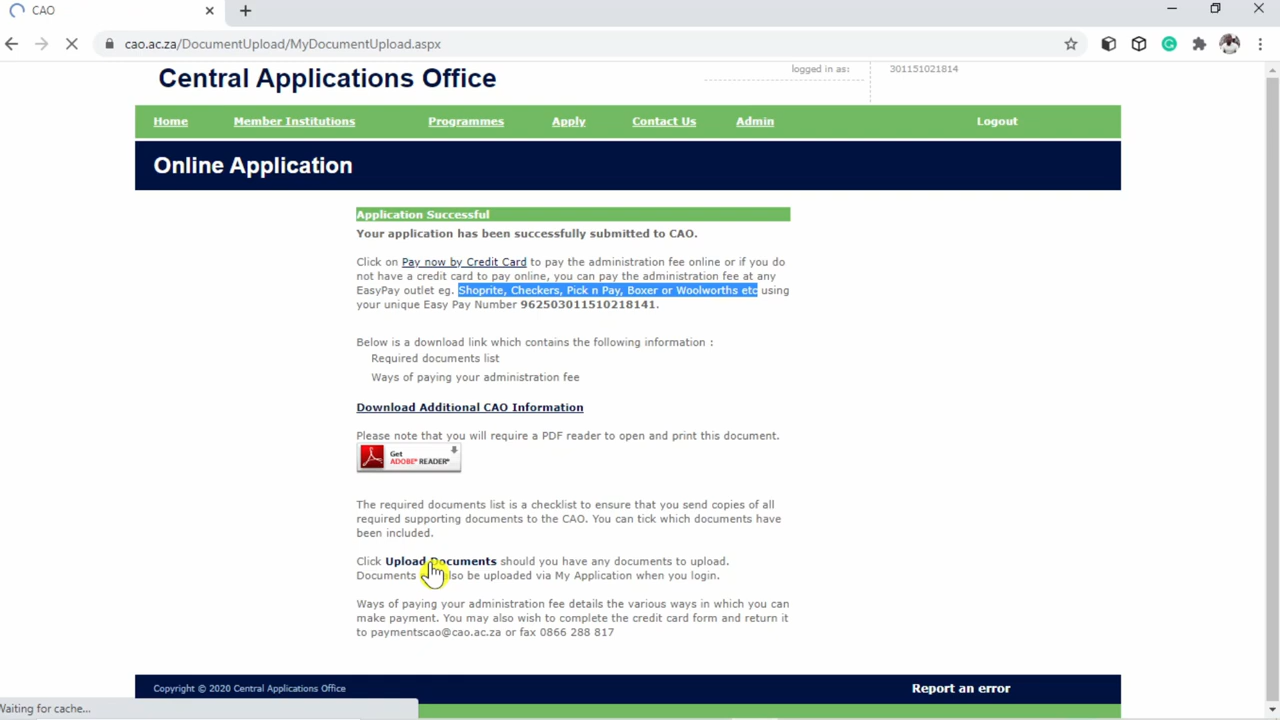 CAO
cao.ac.za/DocumentUpload/MyDocumentUpload.aspx
Central Applications Office
logged in as: 301151021814
Home Member Institutions Programmes Apply Contact Us Admin Logout
Online Application
Application Successful
Your application has been successfully submitted to CAO.
Click on Pay now by Credit Card to pay the administration fee online or if you do
not have a credit card to pay online, you can pay the administration fee at any
EasyPay outlet eg. Shoprite, Checkers, Pick n Pay, Boxer or Woolworths etc using
your unique Easy Pay Number 962503011510218141.
Below is a download link which contains the following information :
Required documents list
Ways of paying your administration fee
Download Additional CAO Information
Please note that you will require a PDF reader to open and print this document.
Get
ADOBE® READER®
The required documents list is a checklist to ensure that you send copies of all
required supporting documents to the CAO. You can tick which documents have
been included.
Click Upload Documents should you have any documents to upload.
Documents also be uploaded via My Application when you login.
Ways of paying your administration fee details the various ways in which you can
make payment. You may also wish to complete the credit card form and return it
to paymentscao@cao.ac.za or fax 0866 288 817
Copyright © 2020 Central Applications Office Report an error
Waiting for cache...